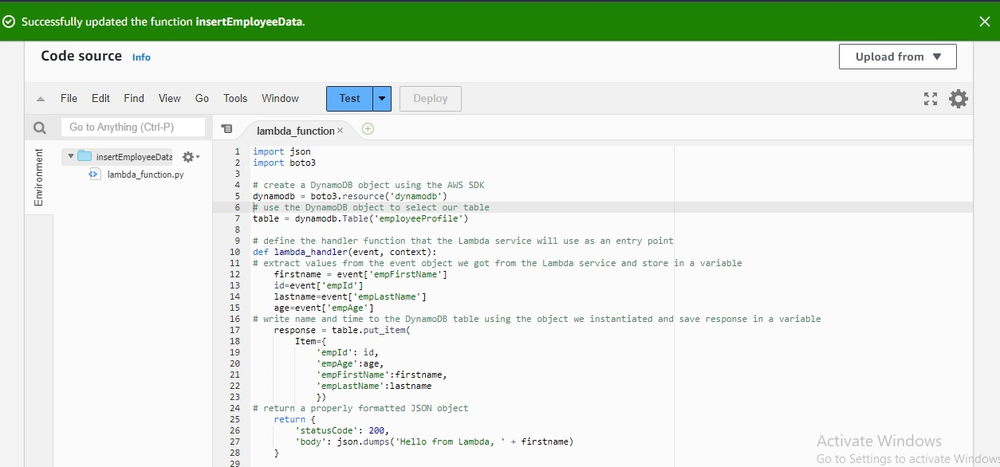 Successfully updated the function insertEmployeeData.
Code source Info
Upload from
File Edit Find View Go Tools Window Test Deploy
Go to Anything (Ctrl-P)
lambda_function
Environment
insertEmployeeData
lambda_function.py
1 import json
2 import boto3
3
4 # create a DynamoDB object using the AWS SDK
5 dynamodb = boto3.resource('dynamodb')
6 # use the DynamoDB object to select our table
7 table = dynamodb.Table('employeeProfile')
8
9 # define the handler function that the Lambda service will use as an entry point
10 def lambda_handler(event, context):
11 # extract values from the event object we got from the Lambda service and store in a variable
12     firstname = event['empFirstName']
13     id=event['empId']
14     lastname=event['empLastName']
15     age=event['empAge']
16 # write name and time to the DynamoDB table using the object we instantiated and save response in a variable
17     response = table.put_item(
18         Item={
19             'empId': id,
20             'empAge':age,
21             'empFirstName':firstname,
22             'empLastName':lastname
23             })
24 # return a properly formatted JSON object
25     return {
26         'statusCode': 200,
27         'body': json.dumps('Hello from Lambda, ' + firstname)
28     }
29
Activate Windows
Go to Settings to activate Windows